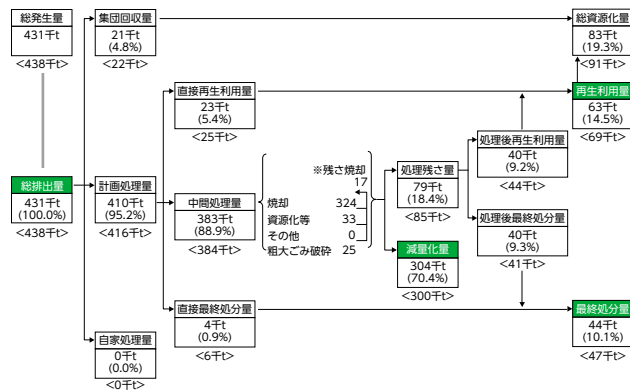 総発生量
431千t
<438千t>
集団回収量
21千t
(4.8%)
<22千t>
総資源化量
83千t
(19.3%)
<91千t>
直接再生利用量
23千t
(5.4%)
<25千t>
再生利用量
63千t
(14.5%)
<69千t>
総排出量
431千t
(100.0%)
<438千t>
計画処理量
410千t
(95.2%)
<416千t>
中間処理量
383千t
(88.9%)
<384千t>
※残さ焼却
17
焼却 324
資源化等 33
その他 0
粗大ごみ破砕 25
処理残さ量
79千t
(18.4%)
<85千t>
処理後再生利用量
40千t
(9.2%)
<44千t>
処理後最終処分量
40千t
(9.3%)
<41千t>
減量化量
304千t
(70.4%)
<300千t>
直接最終処分量
4千t
(0.9%)
<6千t>
最終処分量
44千t
(10.1%)
<47千t>
自家処理量
0千t
(0.0%)
<0千t>